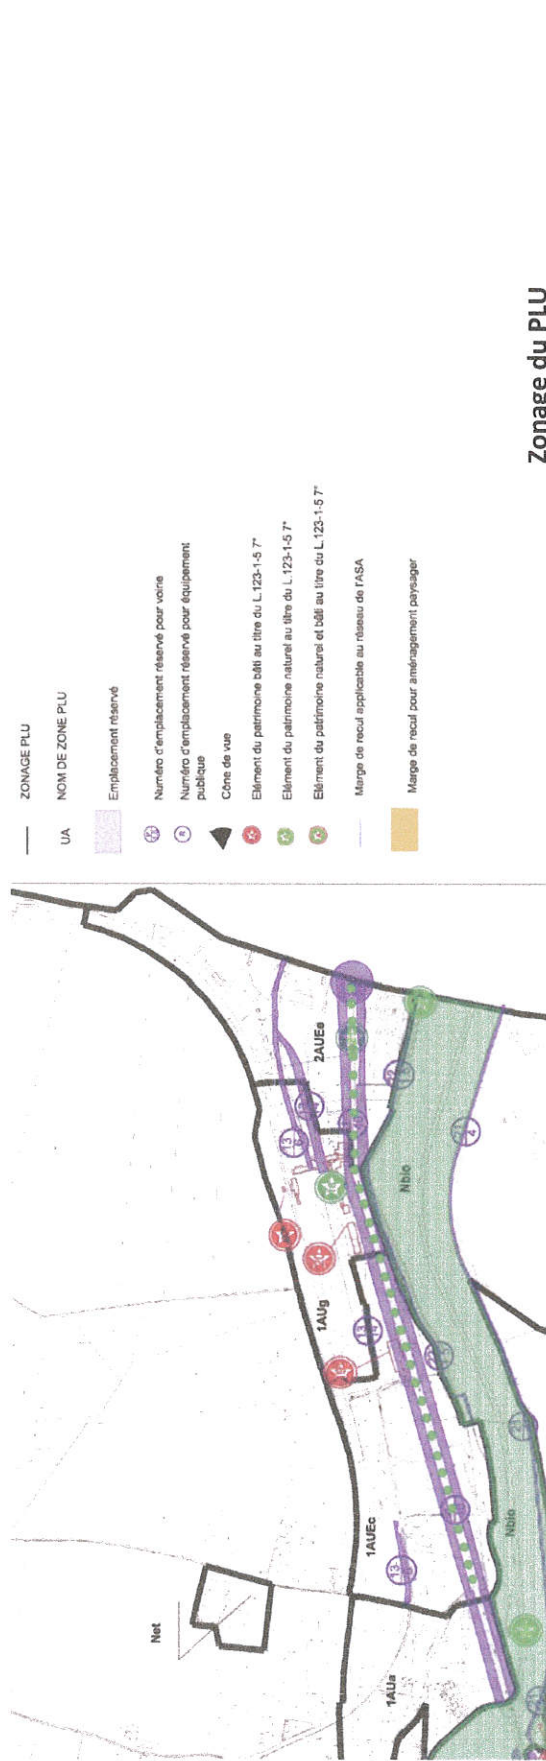 ZONAGE PLU
UA
NOM DE ZONE PLU
Emplacement réservé
Numéro d'emplacement réservé pour voirie
R
Numéro d'emplacement réservé pour équipement
publique
Cône de vue
Elément du patrimoine bâti au titre du L.123-1-5 7°
Elément du patrimoine naturel au titre du L.123-1-5 7°
Elément du patrimoine naturel et bâti au titre du L.123-1-5 7°
Marge de recul applicable au réseau de l'ASA
Marge de recul pour aménagement paysager
Zonage du PLU
Net
1AUa
1AUEc
1AUg
2AUEe
Nbio
Nbio